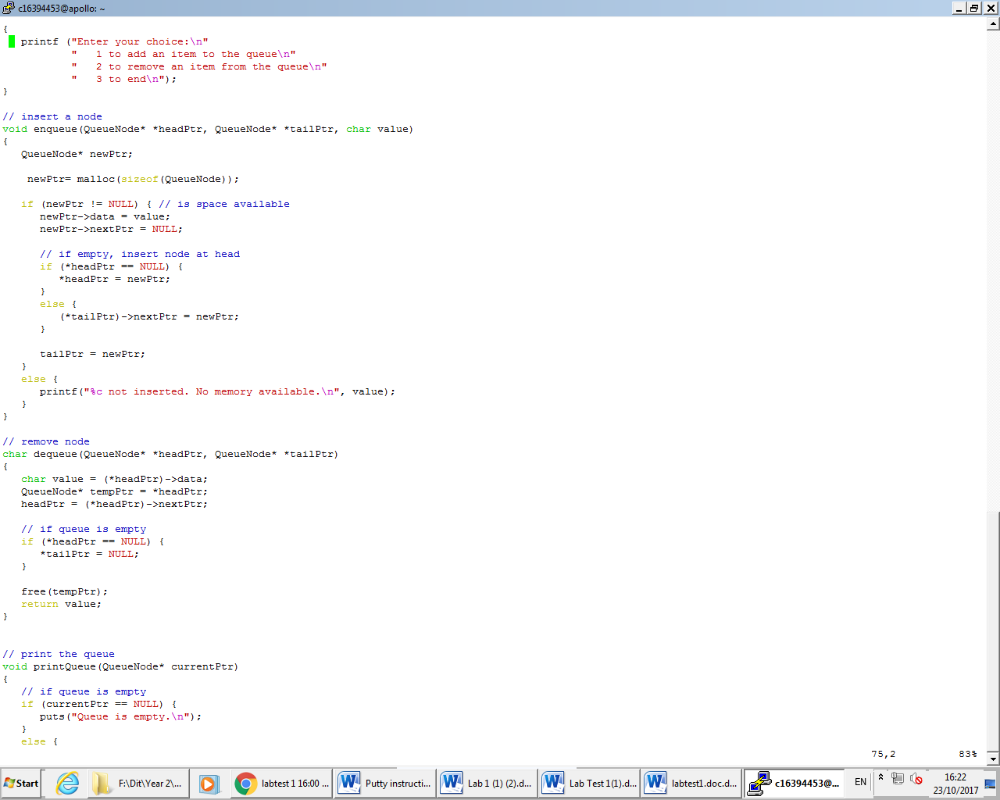 c16394453@apollo: ~
{
   printf ("Enter your choice:\n"
           "   1 to add an item to the queue\n"
           "   2 to remove an item from the queue\n"
           "   3 to end\n");
}
// insert a node
void enqueue(QueueNode* *headPtr, QueueNode* *tailPtr, char value)
{
   QueueNode* newPtr;
    newPtr= malloc(sizeof(QueueNode));
   if (newPtr != NULL) { // is space available
      newPtr->data = value;
      newPtr->nextPtr = NULL;
      // if empty, insert node at head
      if (*headPtr == NULL) {
         *headPtr = newPtr;
      }
      else {
         (*tailPtr)->nextPtr = newPtr;
      }
      tailPtr = newPtr;
   }
   else {
      printf("%c not inserted. No memory available.\n", value);
   }
}
// remove node
char dequeue(QueueNode* *headPtr, QueueNode* *tailPtr)
{
   char value = (*headPtr)->data;
   QueueNode* tempPtr = *headPtr;
   headPtr = (*headPtr)->nextPtr;
   // if queue is empty
   if (*headPtr == NULL) {
      *tailPtr = NULL;
   }
   free(tempPtr);
   return value;
}
// print the queue
void printQueue(QueueNode* currentPtr)
{
   // if queue is empty
   if (currentPtr == NULL) {
      puts("Queue is empty.\n");
   }
   else {
75,2 83%
Start F:\Dit\Year 2\... labtest 1 16:00 ... Putty instructi... Lab 1 (1) (2).d... Lab Test 1(1).d... labtest1.doc.d... c16394453@... EN 16:22
23/10/2017